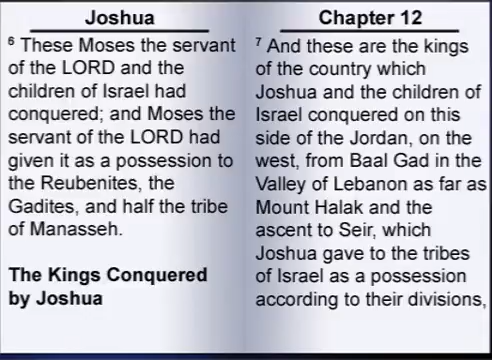 Joshua
⁶ These Moses the servant
of the LORD and the
children of Israel had
conquered; and Moses the
servant of the LORD had
given it as a possession to
the Reubenites, the
Gadites, and half the tribe
of Manasseh.
The Kings Conquered
by Joshua
Chapter 12
⁷ And these are the kings
of the country which
Joshua and the children of
Israel conquered on this
side of the Jordan, on the
west, from Baal Gad in the
Valley of Lebanon as far as
Mount Halak and the
ascent to Seir, which
Joshua gave to the tribes
of Israel as a possession
according to their divisions,